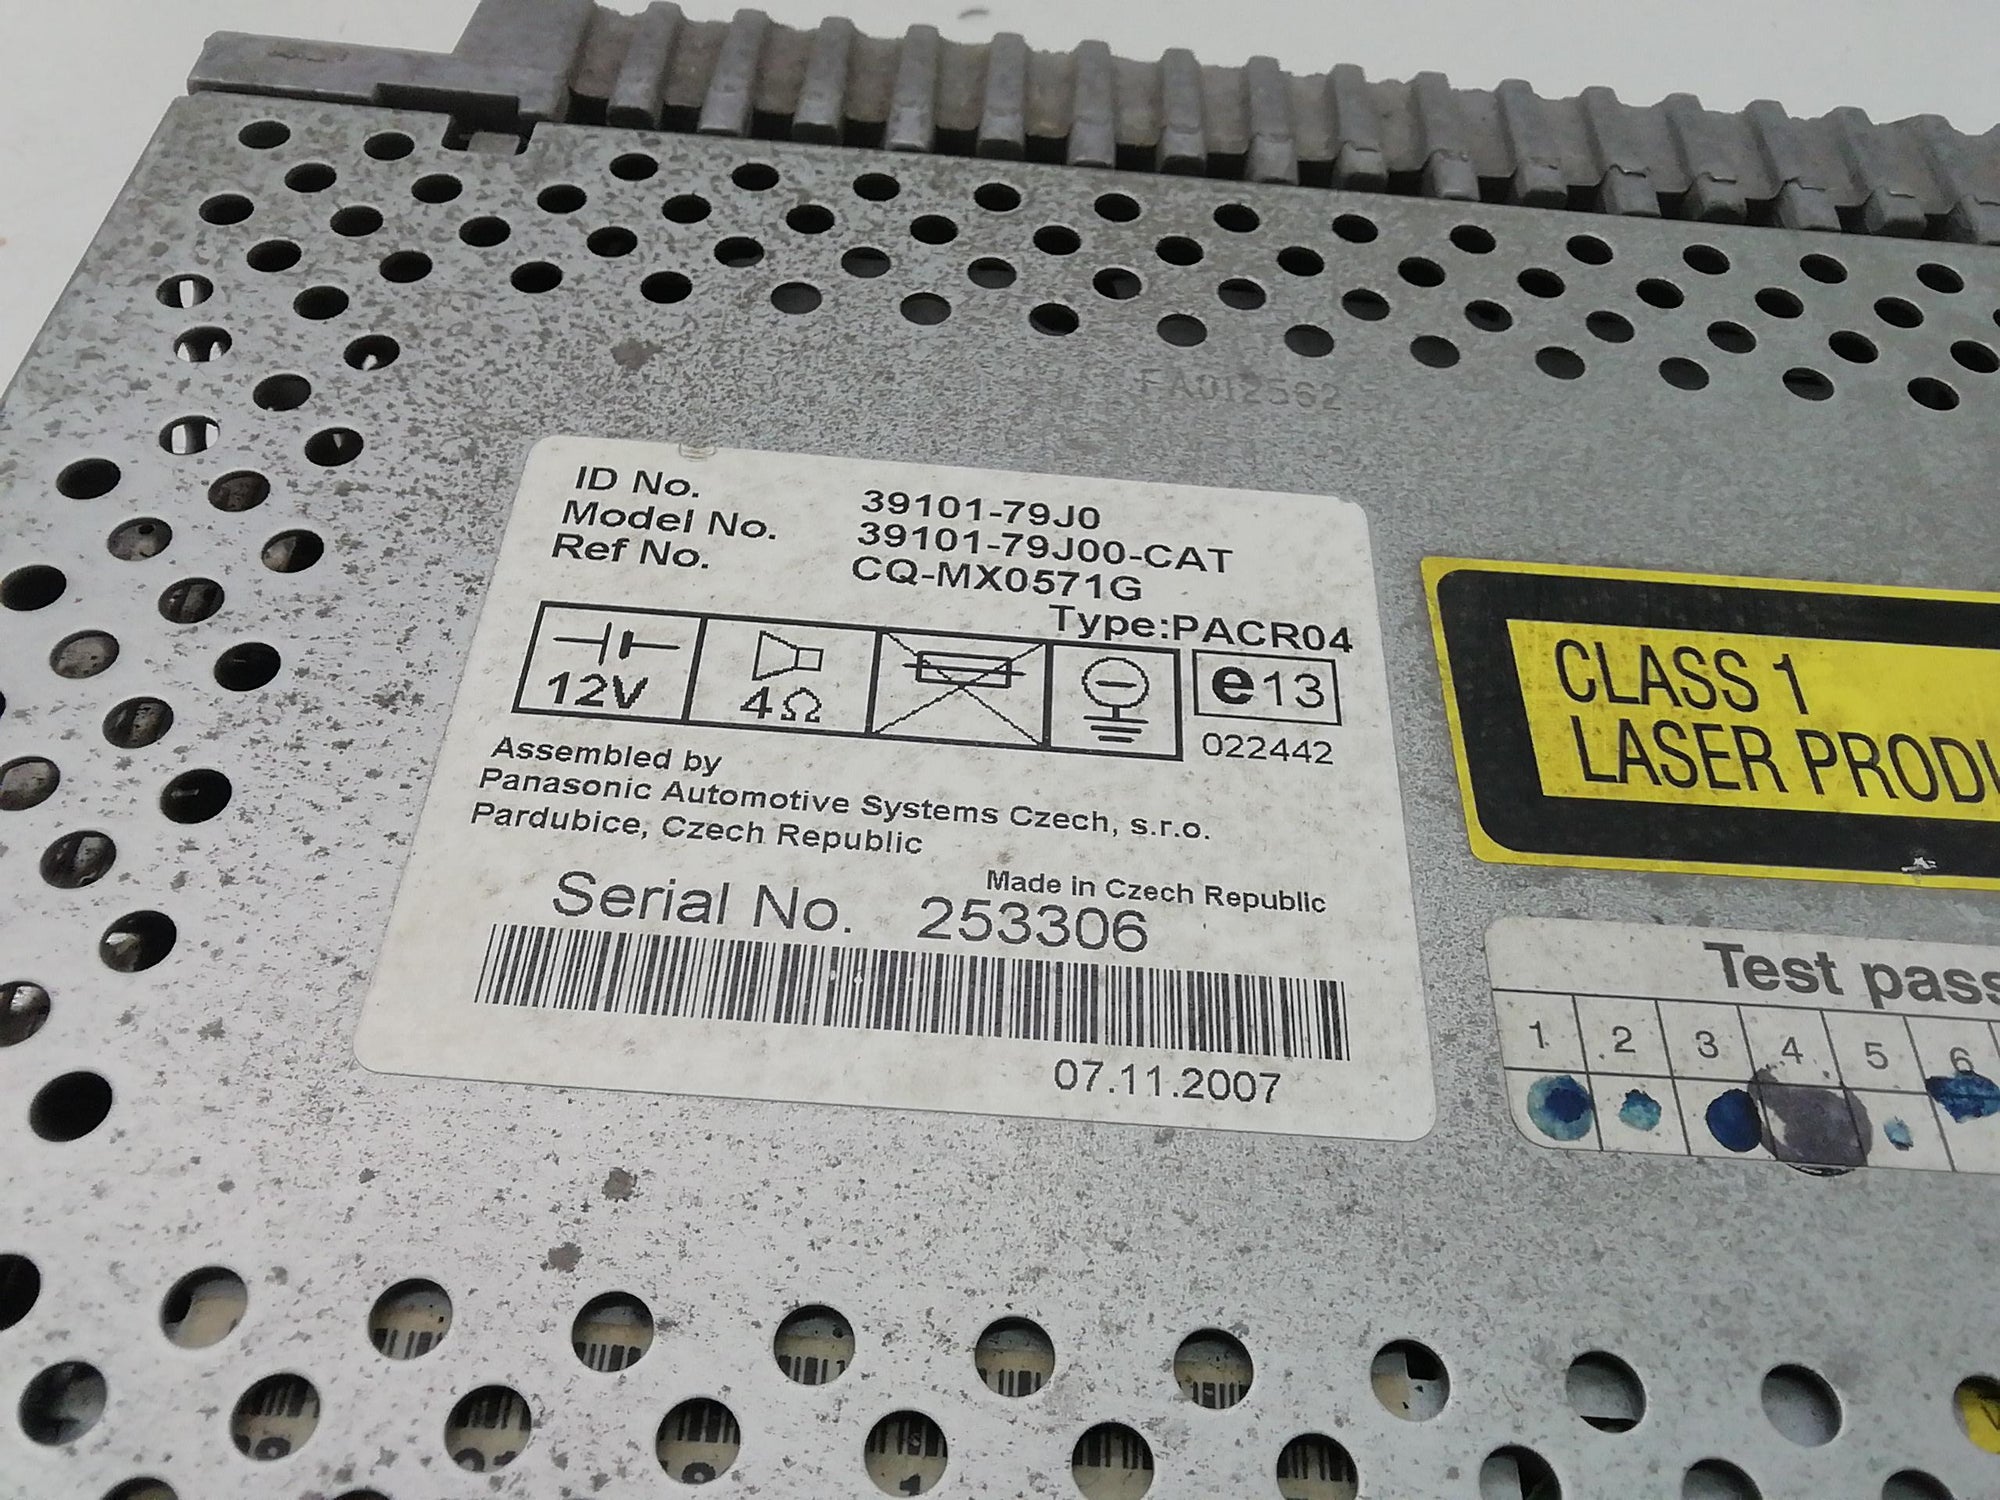 FA012562
ID No. 39101-79J0
Model No. 39101-79J00-CAT
Ref No. CQ-MX0571G
Type:PACR04
12V 4Ω e13
022442
Assembled by
Panasonic Automotive Systems Czech, s.r.o.
Pardubice, Czech Republic
Made in Czech Republic
Serial No. 253306
07.11.2007
CLASS 1
LASER
Test
1 2 3 4 5 6